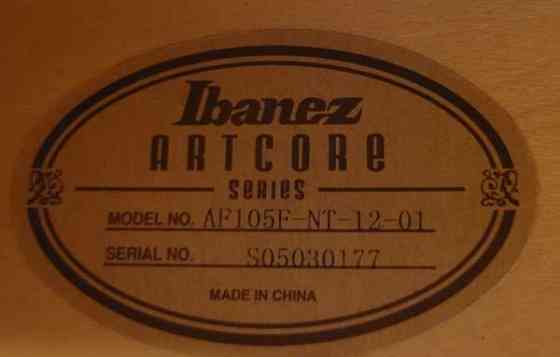 Ibanez
ARTCORE
SERIES
MODEL NO. AF105F-NT-12-01
SERIAL NO. S05030177
MADE IN CHINA